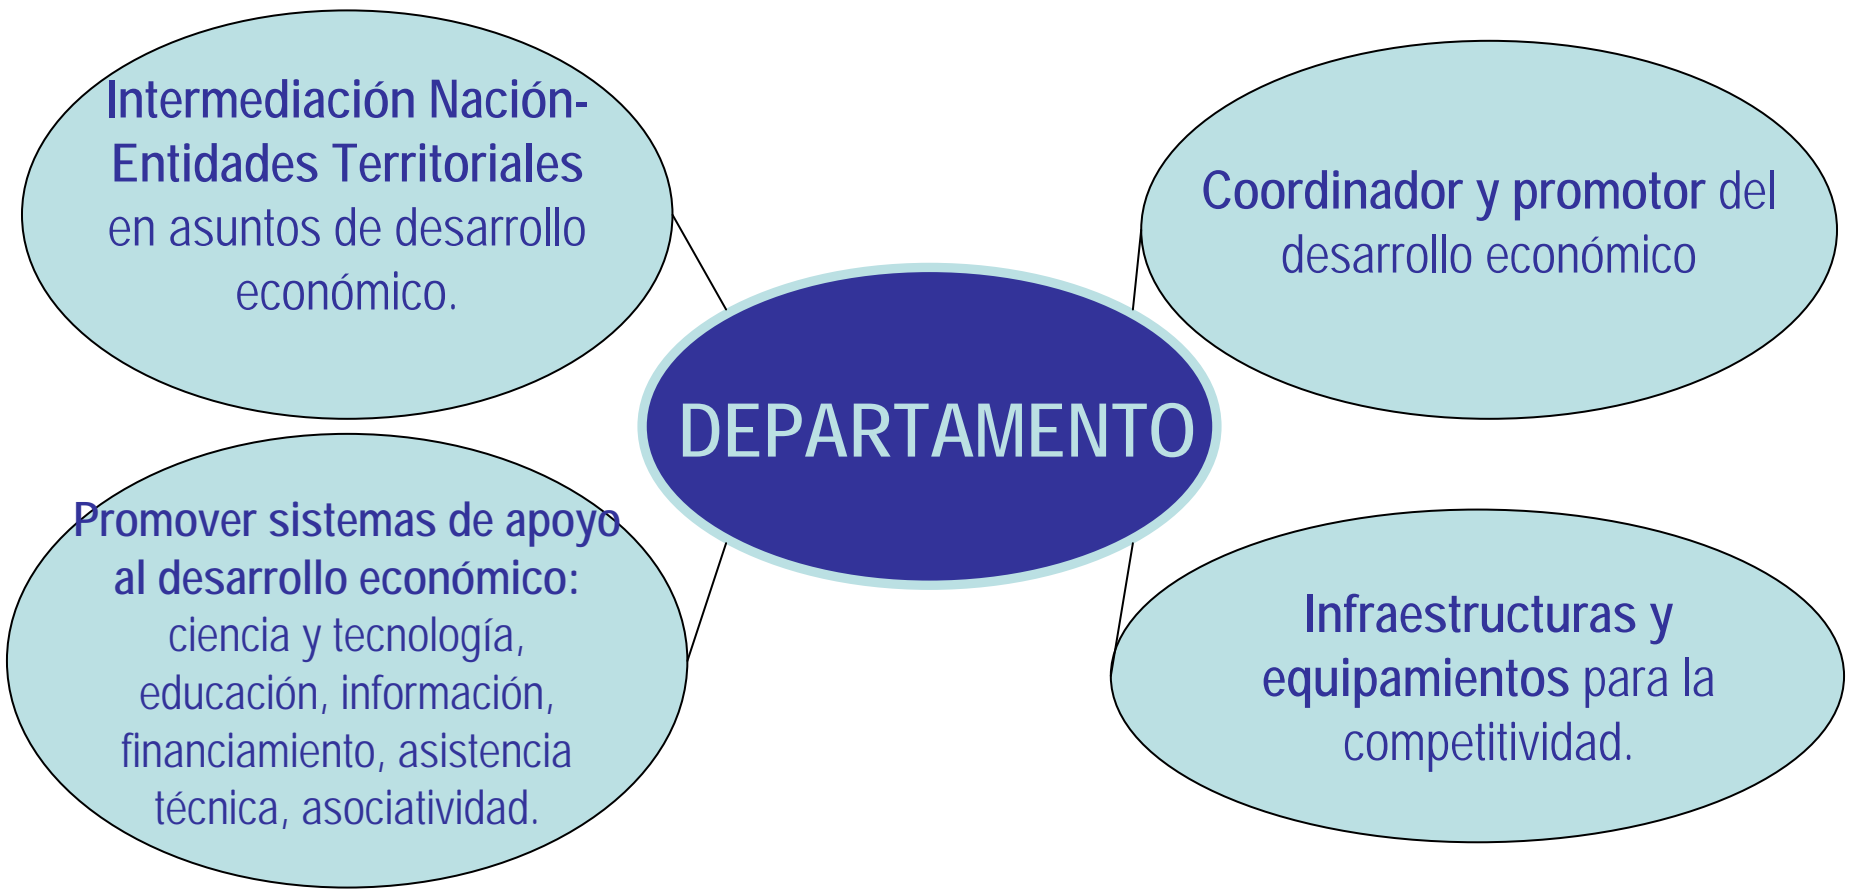 Intermediación Nación-
Entidades Territoriales
en asuntos de desarrollo
económico.
Coordinador y promotor del
desarrollo económico
DEPARTAMENTO
Promover sistemas de apoyo
al desarrollo económico:
ciencia y tecnología,
educación, información,
financiamiento, asistencia
técnica, asociatividad.
Infraestructuras y
equipamientos para la
competitividad.